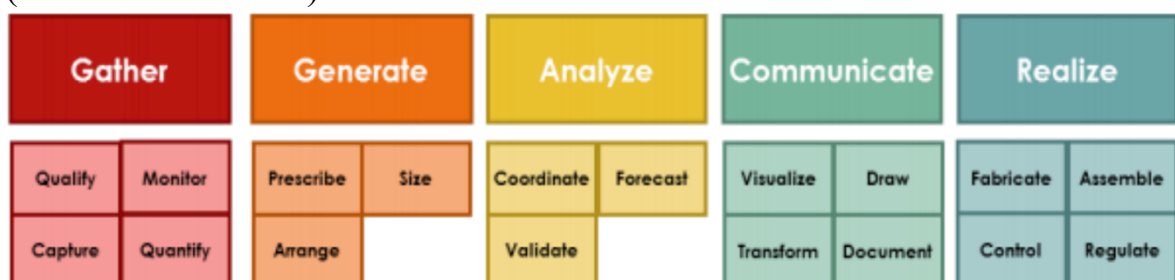 Gather Generate Analyze Communicate Realize
Qualify Monitor Prescribe Size Coordinate Forecast Visualize Draw Fabricate Assemble
Capture Quantify Arrange Validate Transform Document Control Regulate